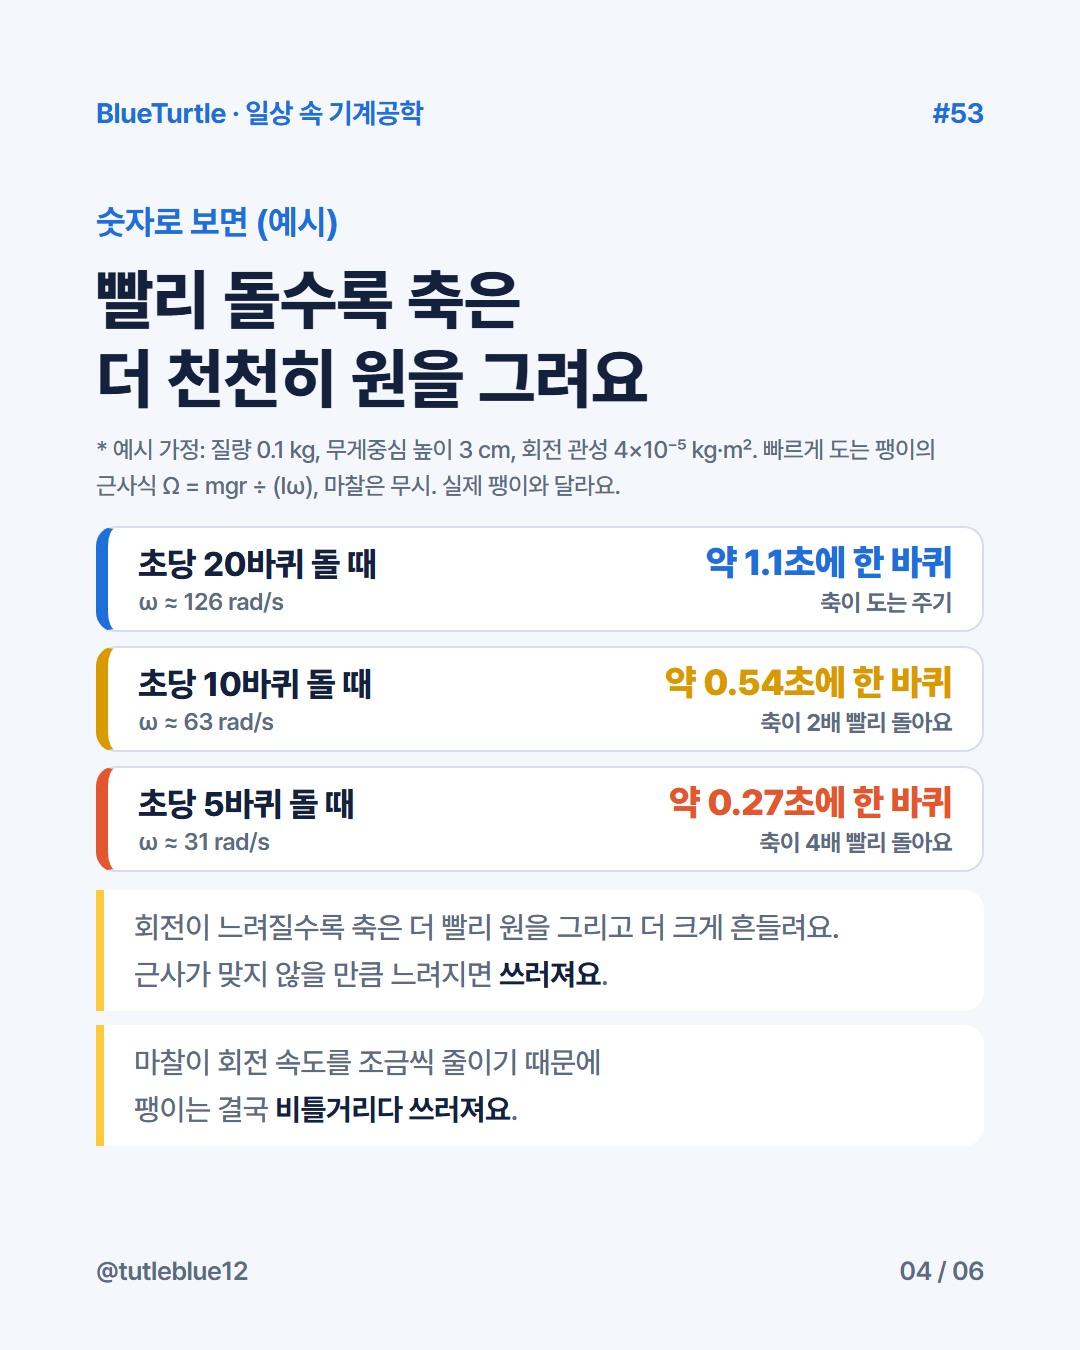 BlueTurtle · 일상 속 기계공학
#53
숫자로 보면 (예시)
빨리 돌수록 축은
더 천천히 원을 그려요
* 예시 가정: 질량 0.1 kg, 무게중심 높이 3 cm, 회전 관성 4×10⁻⁵ kg·m². 빠르게 도는 팽이의
근사식 Ω = mgr ÷ (Iω), 마찰은 무시. 실제 팽이와 달라요.
초당 20바퀴 돌 때
약 1.1초에 한 바퀴
ω ≈ 126 rad/s
축이 도는 주기
초당 10바퀴 돌 때
약 0.54초에 한 바퀴
ω ≈ 63 rad/s
축이 2배 빨리 돌아요
초당 5바퀴 돌 때
약 0.27초에 한 바퀴
ω ≈ 31 rad/s
축이 4배 빨리 돌아요
회전이 느려질수록 축은 더 빨리 원을 그리고 더 크게 흔들려요.
근사가 맞지 않을 만큼 느려지면 쓰러져요.
마찰이 회전 속도를 조금씩 줄이기 때문에
팽이는 결국 비틀거리다 쓰러져요.
@tutleblue12
04 / 06